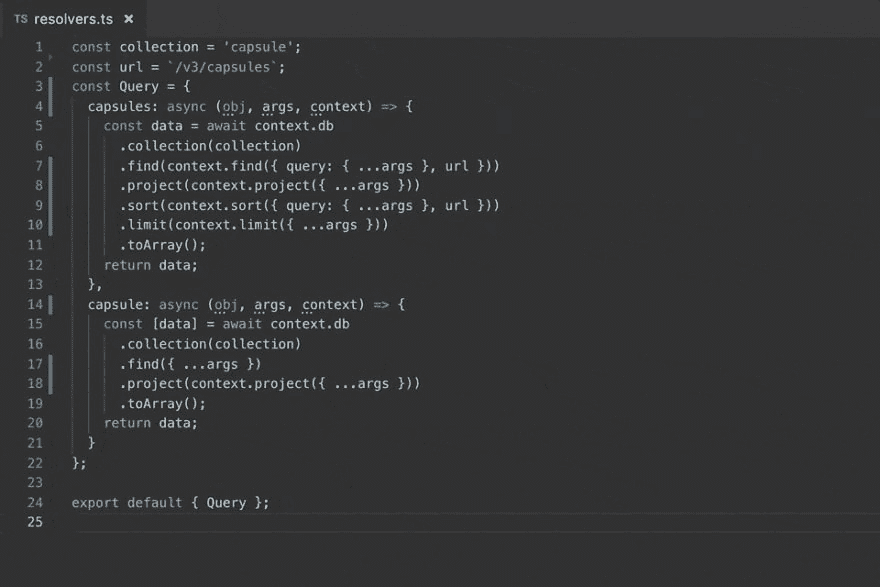 TS resolvers.ts ×
1 const collection = 'capsule';
2 const url = `/v3/capsules`;
3 const Query = {
4   capsules: async (obj, args, context) => {
5     const data = await context.db
6       .collection(collection)
7       .find(context.find({ query: { ...args }, url }))
8       .project(context.project({ ...args }))
9       .sort(context.sort({ query: { ...args }, url }))
10       .limit(context.limit({ ...args }))
11       .toArray();
12     return data;
13   },
14   capsule: async (obj, args, context) => {
15     const [data] = await context.db
16       .collection(collection)
17       .find({ ...args })
18       .project(context.project({ ...args }))
19       .toArray();
20     return data;
21   }
22 };
23
24 export default { Query };
25